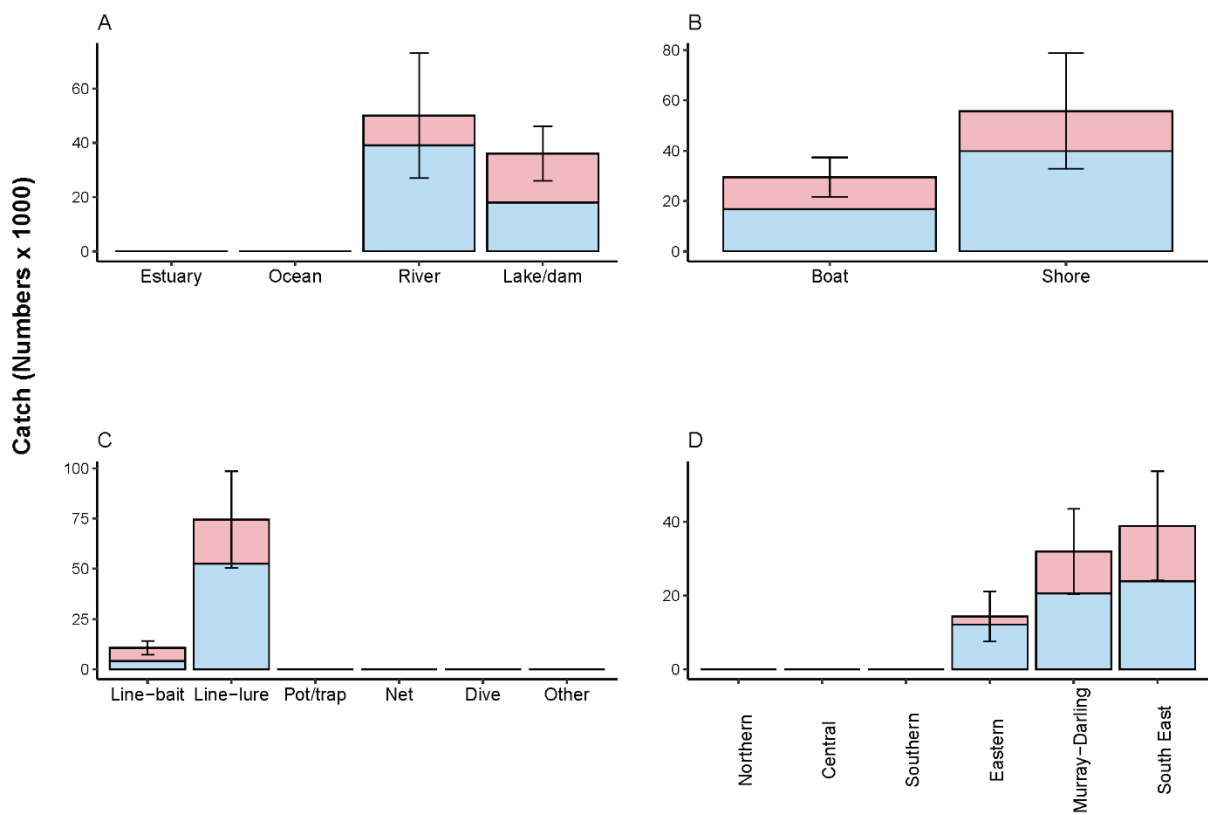 A
B
Catch (Numbers x 1000)
60
40
20
0
Estuary
Ocean
River
Lake/dam
80
60
40
20
0
Boat
Shore
C
D
100
75
50
25
0
Line-bait
Line-lure
Pot/trap
Net
Dive
Other
40
20
0
Northern
Central
Southern
Eastern
Murray-Darling
South East